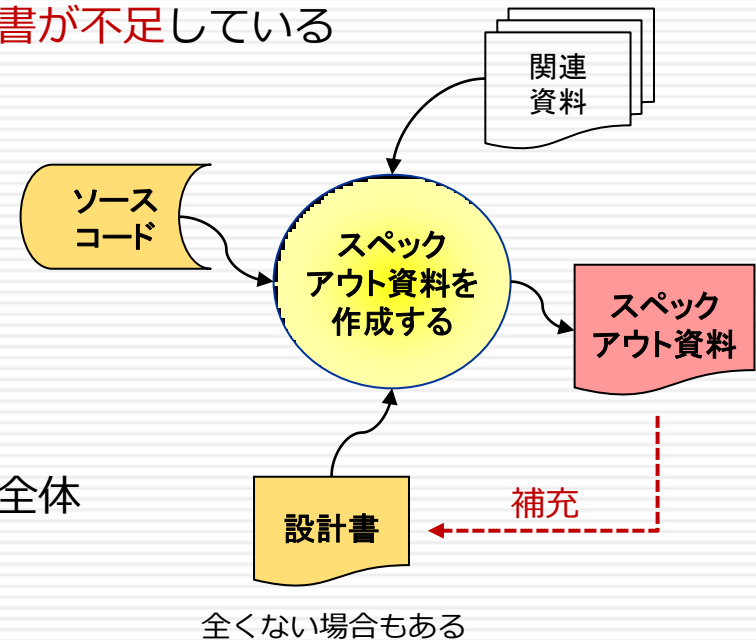 書が不足している
関連
資料
ソース
コード
スペック
アウト資料を
作成する
スペック
アウト資料
全体
設計書
補充
全くない場合もある